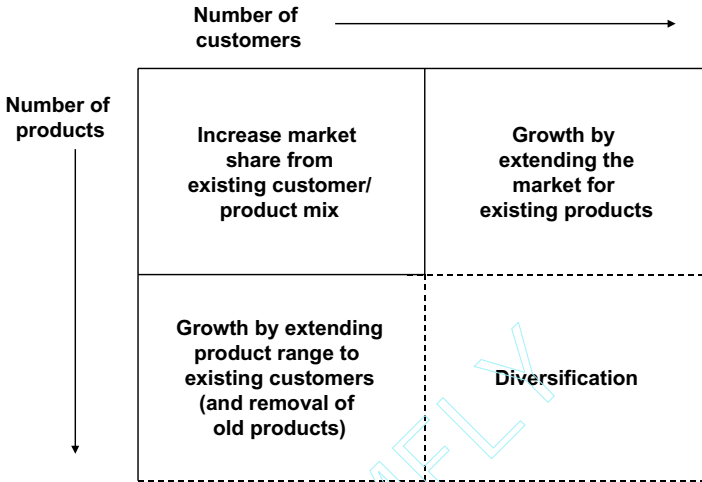 Number of
customers
Number of
products
Increase market
share from
existing customer/
product mix
Growth by
extending the
market for
existing products
Growth by extending
product range to
existing customers
(and removal of
old products)
Diversification
MFLY